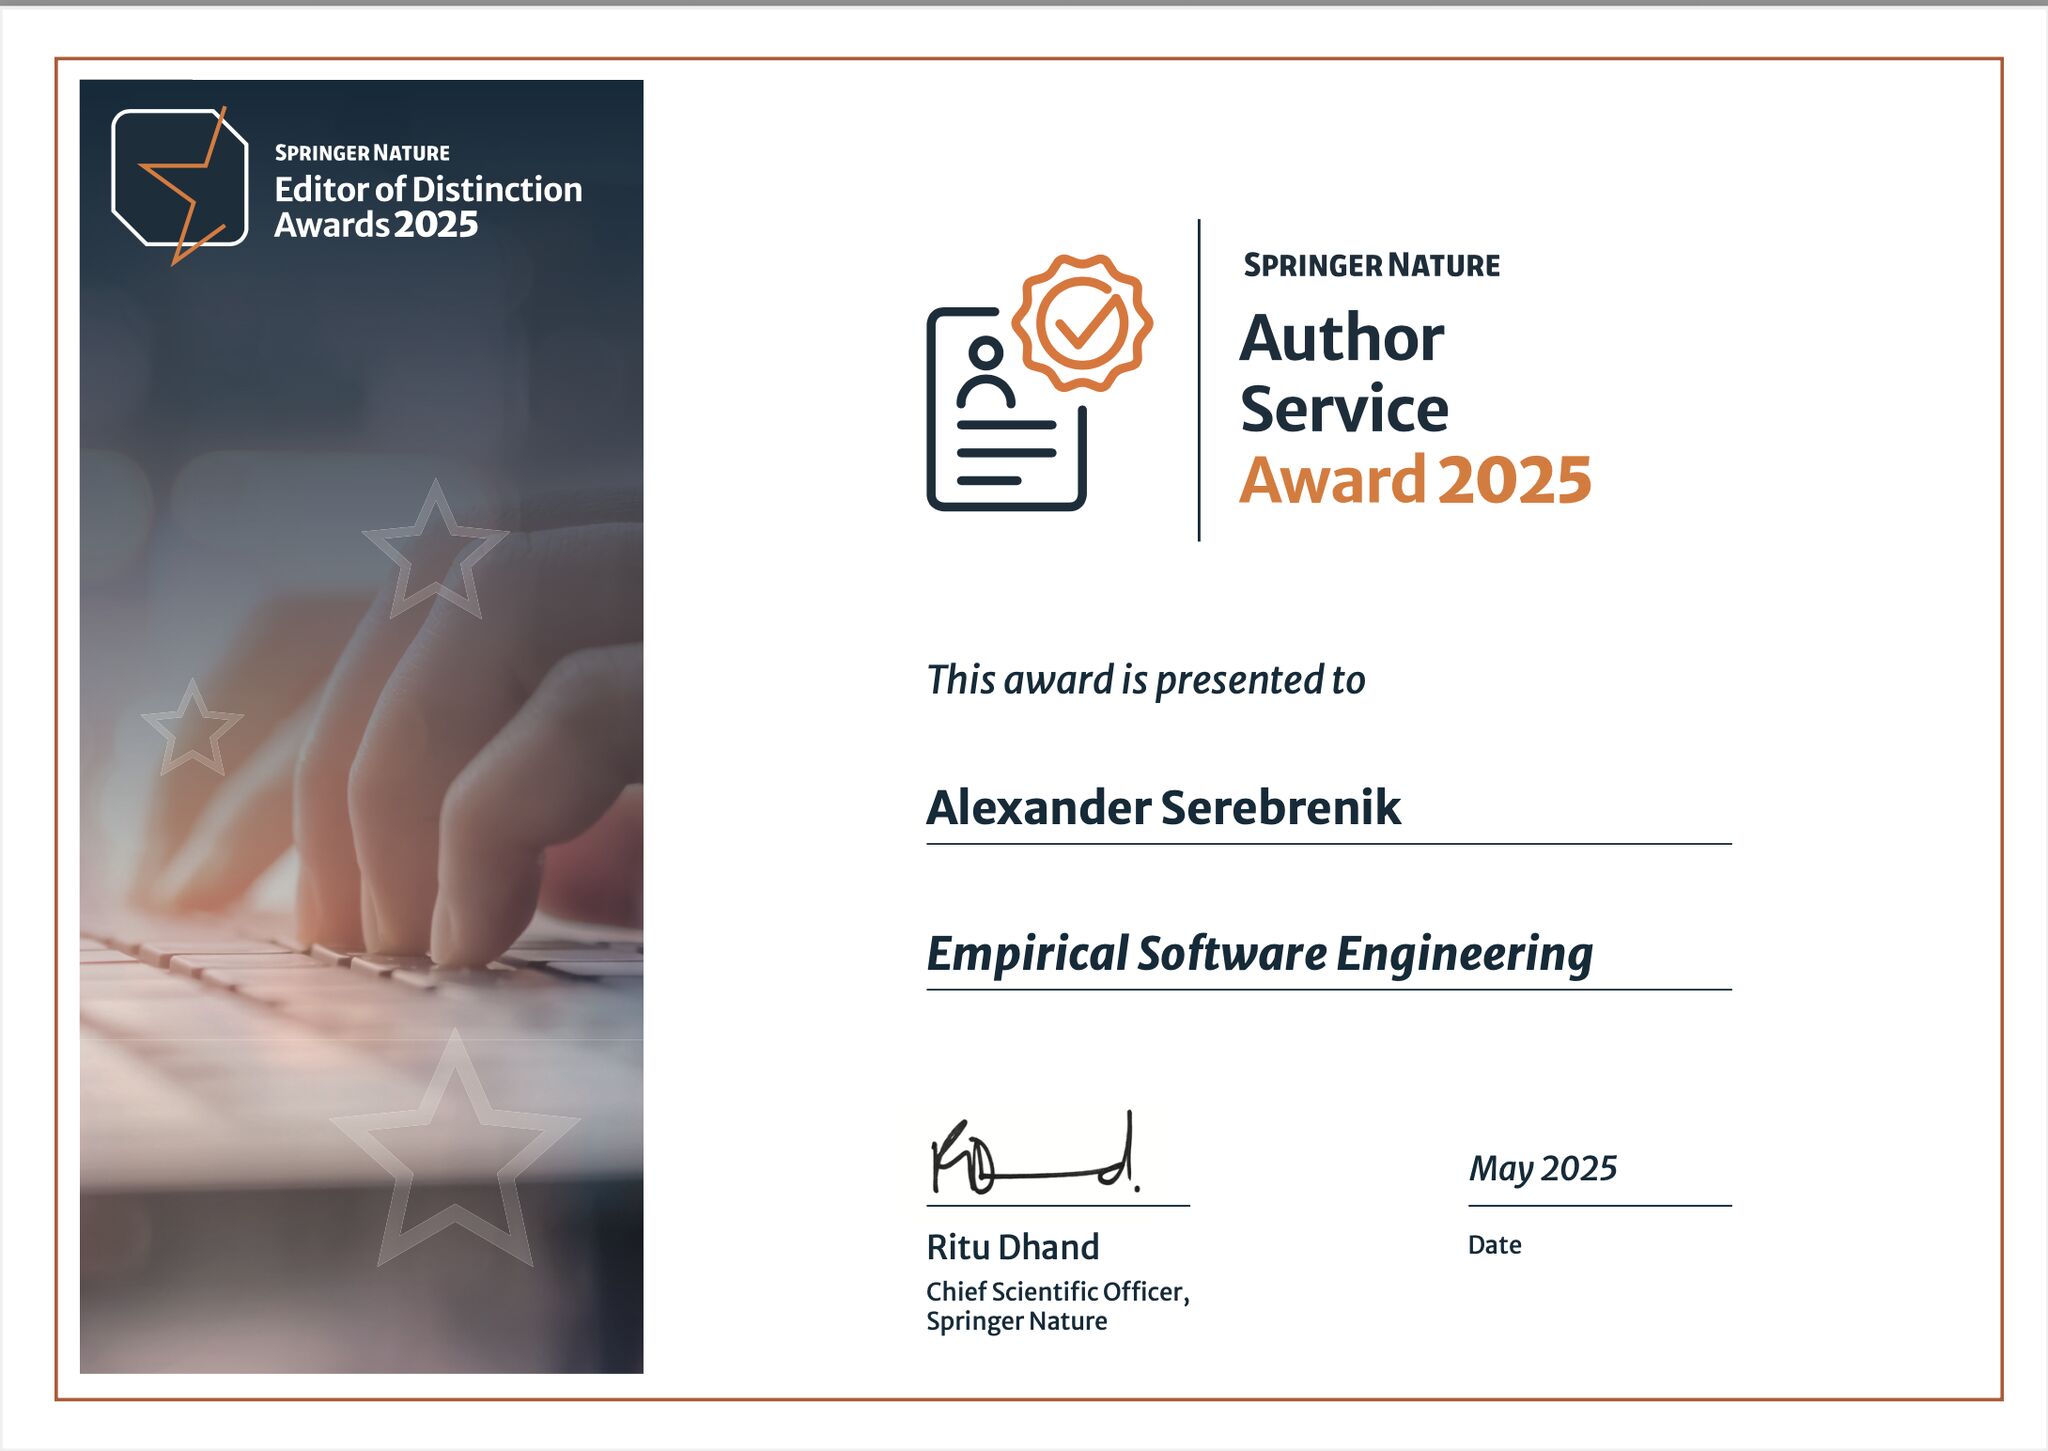 SPRINGER NATURE
Editor of Distinction
Awards 2025
SPRINGER NATURE
Author
Service
Award 2025
This award is presented to
Alexander Serebrenik
Empirical Software Engineering
May 2025
Ritu Dhand
Date
Chief Scientific Officer,
Springer Nature